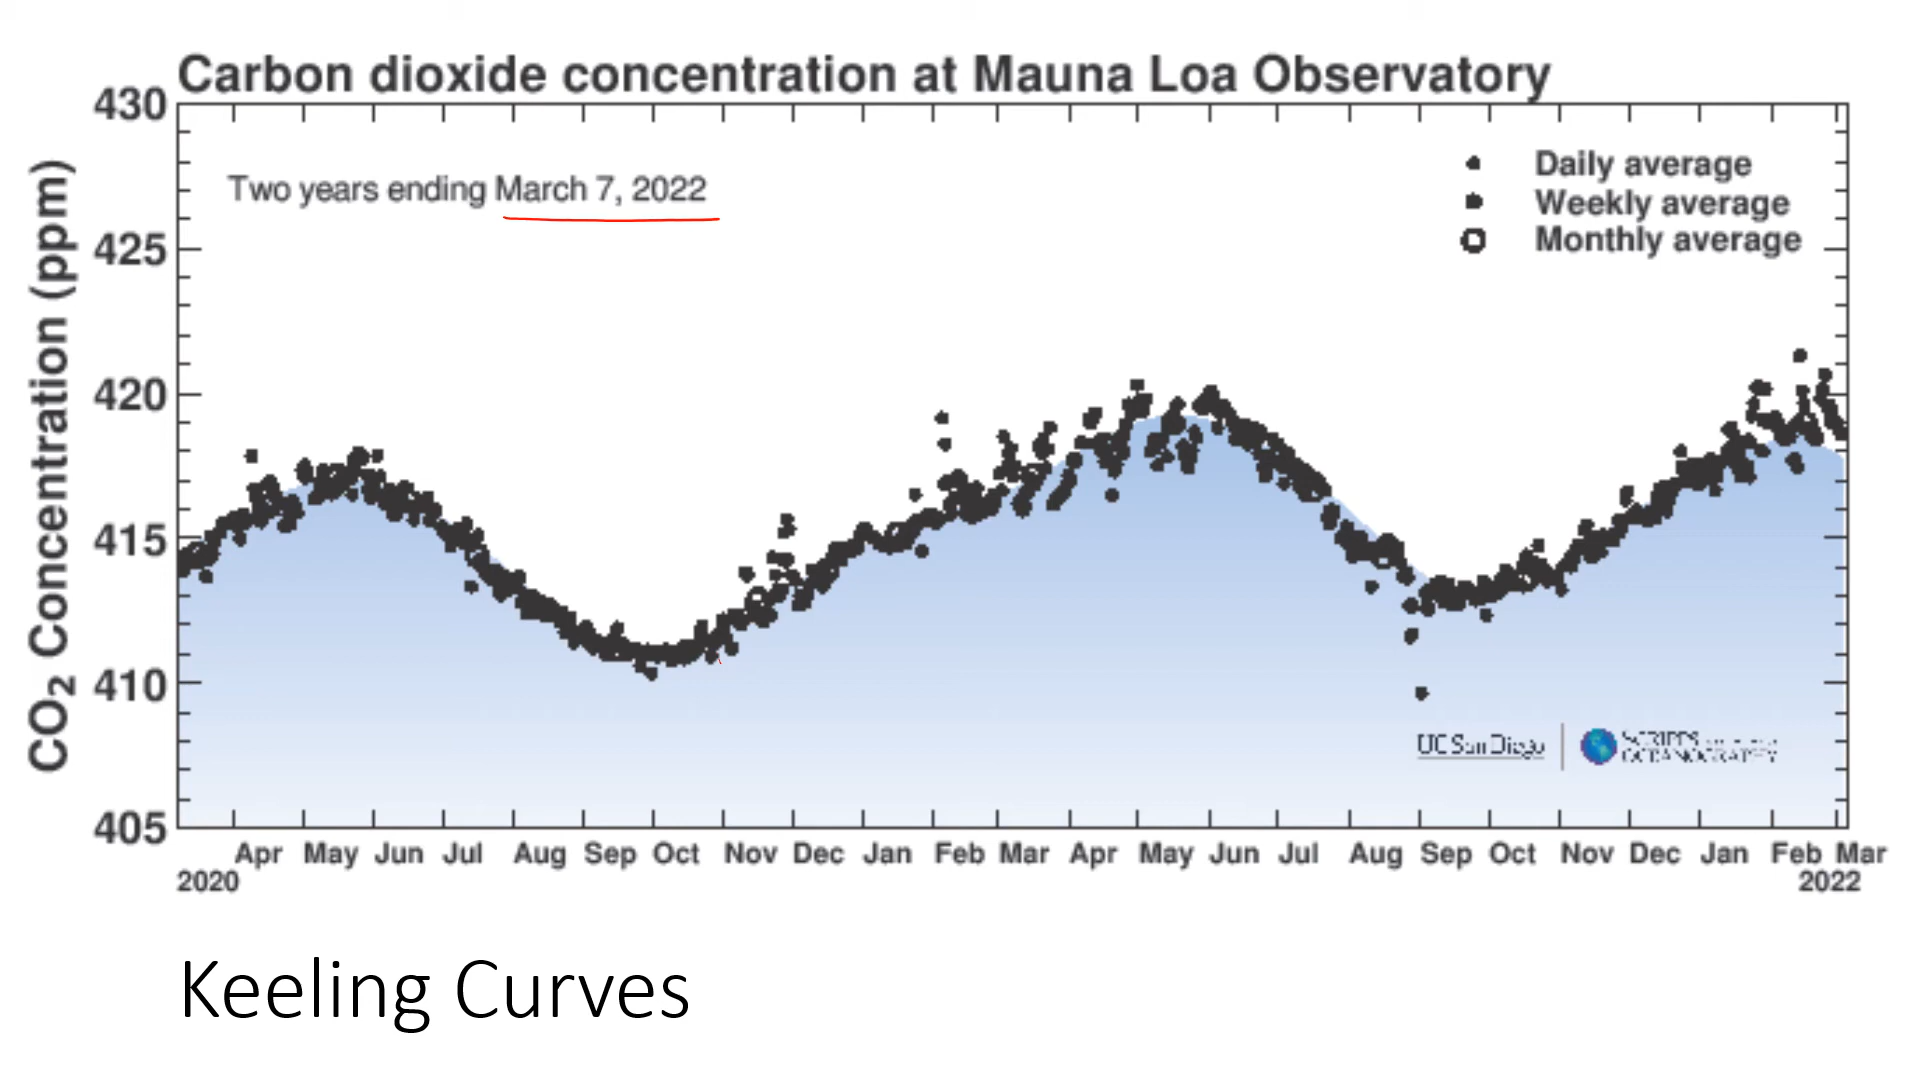 Carbon dioxide concentration at Mauna Loa Observatory
430
Two years ending March 7, 2022
Daily average
Weekly average
Monthly average
425
420
415
410
405
CO2 Concentration (ppm)
UC San Diego
SCRIPPS
OCEANOGRAPHY
Apr May Jun Jul Aug Sep Oct Nov Dec Jan Feb Mar Apr May Jun Jul Aug Sep Oct Nov Dec Jan Feb Mar
2020 2022
Keeling Curves